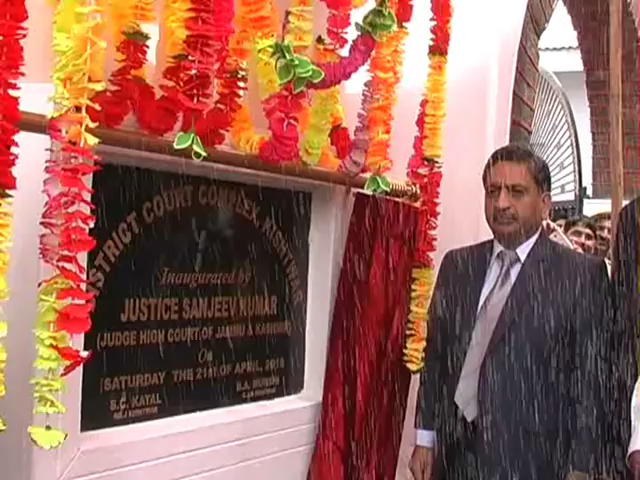 DISTRICT COURT COMPLEX, KISHTWAR
Inaugurated by
JUSTICE SANJEEV KUMAR
(JUDGE HIGH COURT OF JAMMU & KASHMIR)
On
SATURDAY THE 21st OF APRIL, 2018
S.C. KATAL